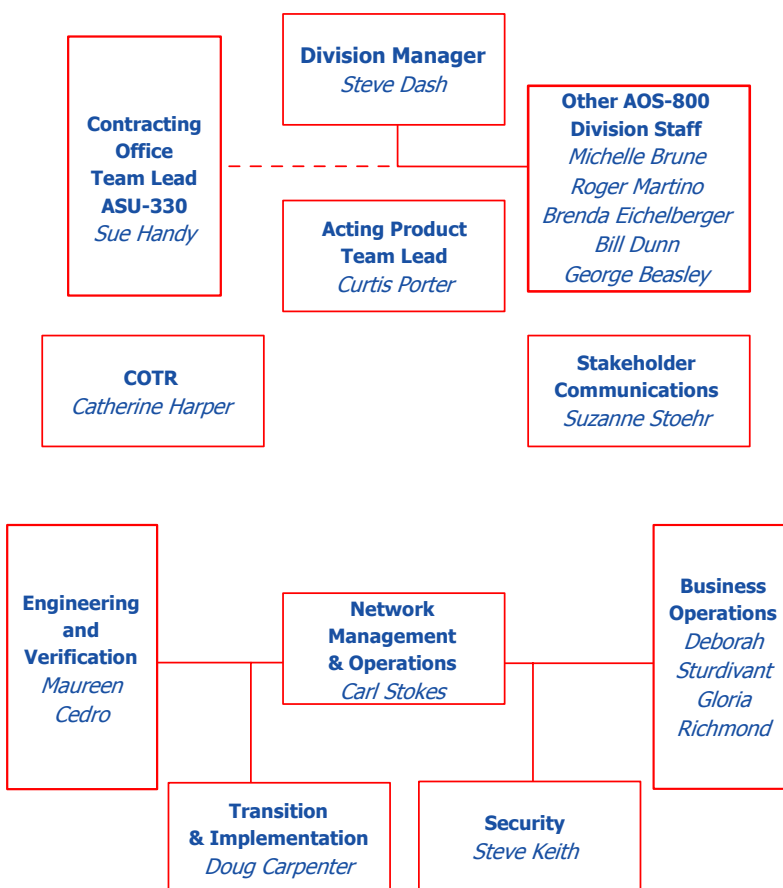 Division Manager
Steve Dash
Contracting
Office
Team Lead
ASU-330
Sue Handy
Other AOS-800
Division Staff
Michelle Brune
Roger Martino
Brenda Eichelberger
Bill Dunn
George Beasley
Acting Product
Team Lead
Curtis Porter
COTR
Catherine Harper
Stakeholder
Communications
Suzanne Stoehr
Engineering
and
Verification
Maureen
Cedro
Network
Management
& Operations
Carl Stokes
Business
Operations
Deborah
Sturdivant
Gloria
Richmond
Transition
& Implementation
Doug Carpenter
Security
Steve Keith